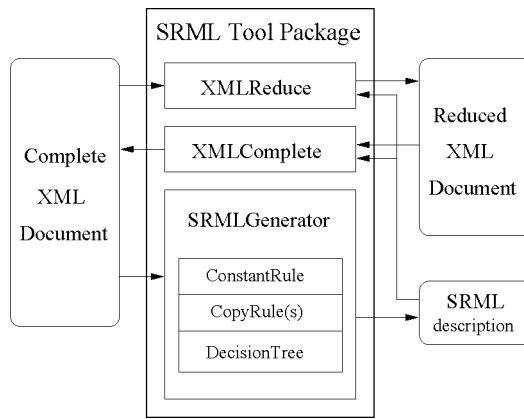 SRML Tool Package
Complete
XML
Document
XMLReduce
XMLComplete
SRMLGenerator
ConstantRule
CopyRule(s)
DecisionTree
Reduced
XML
Document
SRML
description